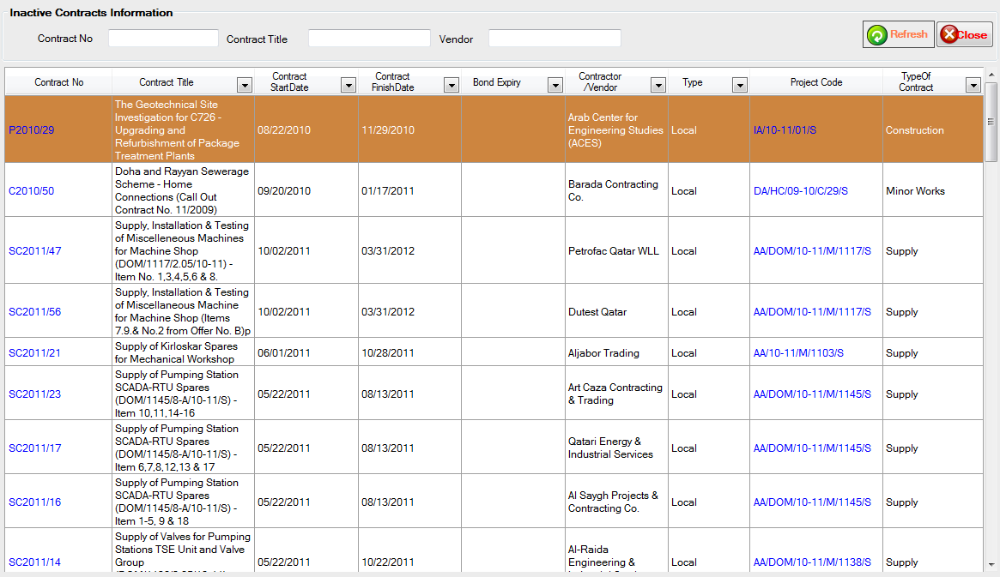 Inactive Contracts Information
Contract No
Contract Title
Vendor
Refresh
Close
Contract No
Contract Title
Contract
StartDate
Contract
FinishDate
Bond Expiry
Contractor
/Vendor
Type
Project Code
TypeOf
Contract
P2010/29
The Geotechnical Site
Investigation for C726 -
Upgrading and
Refurbishment of Package
Treatment Plants
08/22/2010
11/29/2010
Arab Center for
Engineering Studies
(ACES)
Local
IA/10-11/01/S
Construction
C2010/50
Doha and Rayyan Sewerage
Scheme - Home
Connections (Call Out
Contract No. 11/2009)
09/20/2010
01/17/2011
Barada Contracting
Co.
Local
DA/HC/09-10/C/29/S
Minor Works
SC2011/47
Supply, Installation & Testing
of Miscelleneous Machines
for Machine Shop
(DOM/1117/2.05/10-11) -
Item No. 1,3,4,5,6 & 8.
10/02/2011
03/31/2012
Petrofac Qatar WLL
Local
AA/DOM/10-11/M/1117/S
Supply
SC2011/56
Supply, Installation & Testing
of Miscellaneous Machine
for Machine Shop (Items
7.9.& No.2 from Offer No. B)p
10/02/2011
03/31/2012
Dutest Qatar
Local
AA/DOM/10-11/M/1117/S
Supply
SC2011/21
Supply of Kirloskar Spares
for Mechanical Workshop
06/01/2011
10/28/2011
Aljabor Trading
Local
AA/10-11/M/1103/S
Supply
SC2011/23
Supply of Pumping Station
SCADA-RTU Spares
(DOM/1145/8-A/10-11/S) -
Item 10,11,14-16
05/22/2011
08/13/2011
Art Caza Contracting
& Trading
Local
AA/DOM/10-11/M/1145/S
Supply
SC2011/17
Supply of Pumping Station
SCADA-RTU Spares
(DOM/1145/8-A/10-11/S) -
Item 6,7,8,12,13 & 17
05/22/2011
08/13/2011
Qatari Energy &
Industrial Services
Local
AA/DOM/10-11/M/1145/S
Supply
SC2011/16
Supply of Pumping Station
SCADA-RTU Spares
(DOM/1145/8-A/10-11/S) -
Item 1-5, 9 & 18
05/22/2011
08/13/2011
Al Saygh Projects &
Contracting Co.
Local
AA/DOM/10-11/M/1145/S
Supply
SC2011/14
Supply of Valves for Pumping
Stations TSE Unit and Valve
Group
05/22/2011
10/22/2011
Al-Raida
Engineering &
Local
AA/DOM/10-11/M/1138/S
Supply